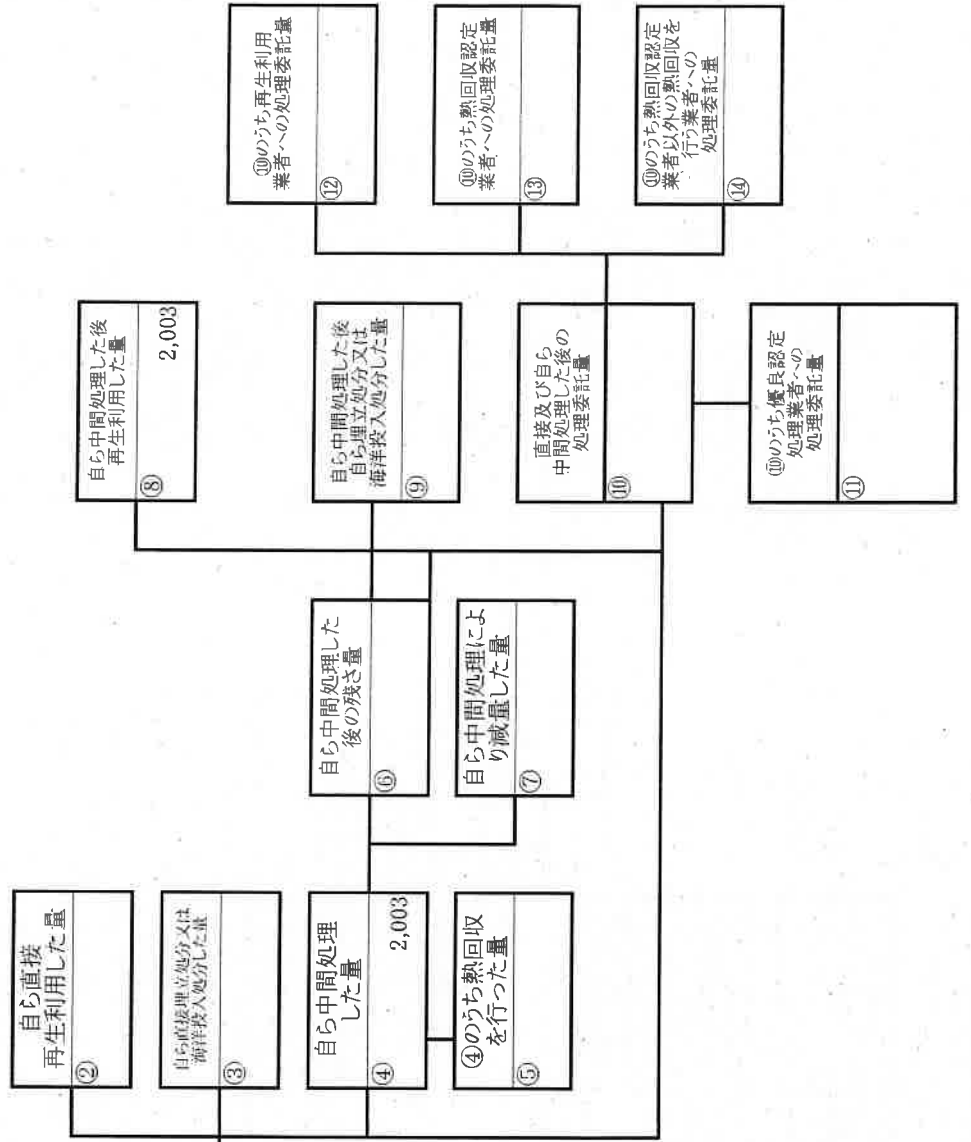 自ら直接
再生利用した量
②
自ら直接埋立処分又は
海洋投入処分した量
③
自ら中間処理
した量
④
2,003
④のうち熱回収
を行った量
⑤
自ら中間処理した
後の残さ量
⑥
自ら中間処理によ
り減量した量
⑦
自ら中間処理した後
再生利用した量
⑧
2,003
自ら中間処理した後
自ら埋立処分又は
海洋投入処分した量
⑨
直接及び自ら
中間処理した後の
処理委託量
⑩
⑩のうち優良認定
処理業者への
処理委託量
⑪
⑩のうち再生利用
業者への処理委託量
⑫
⑩のうち熱回収認定
業者への処理委託量
⑬
⑩のうち熱回収認定
業者以外の熱回収を
行う業者への
処理委託量
⑭